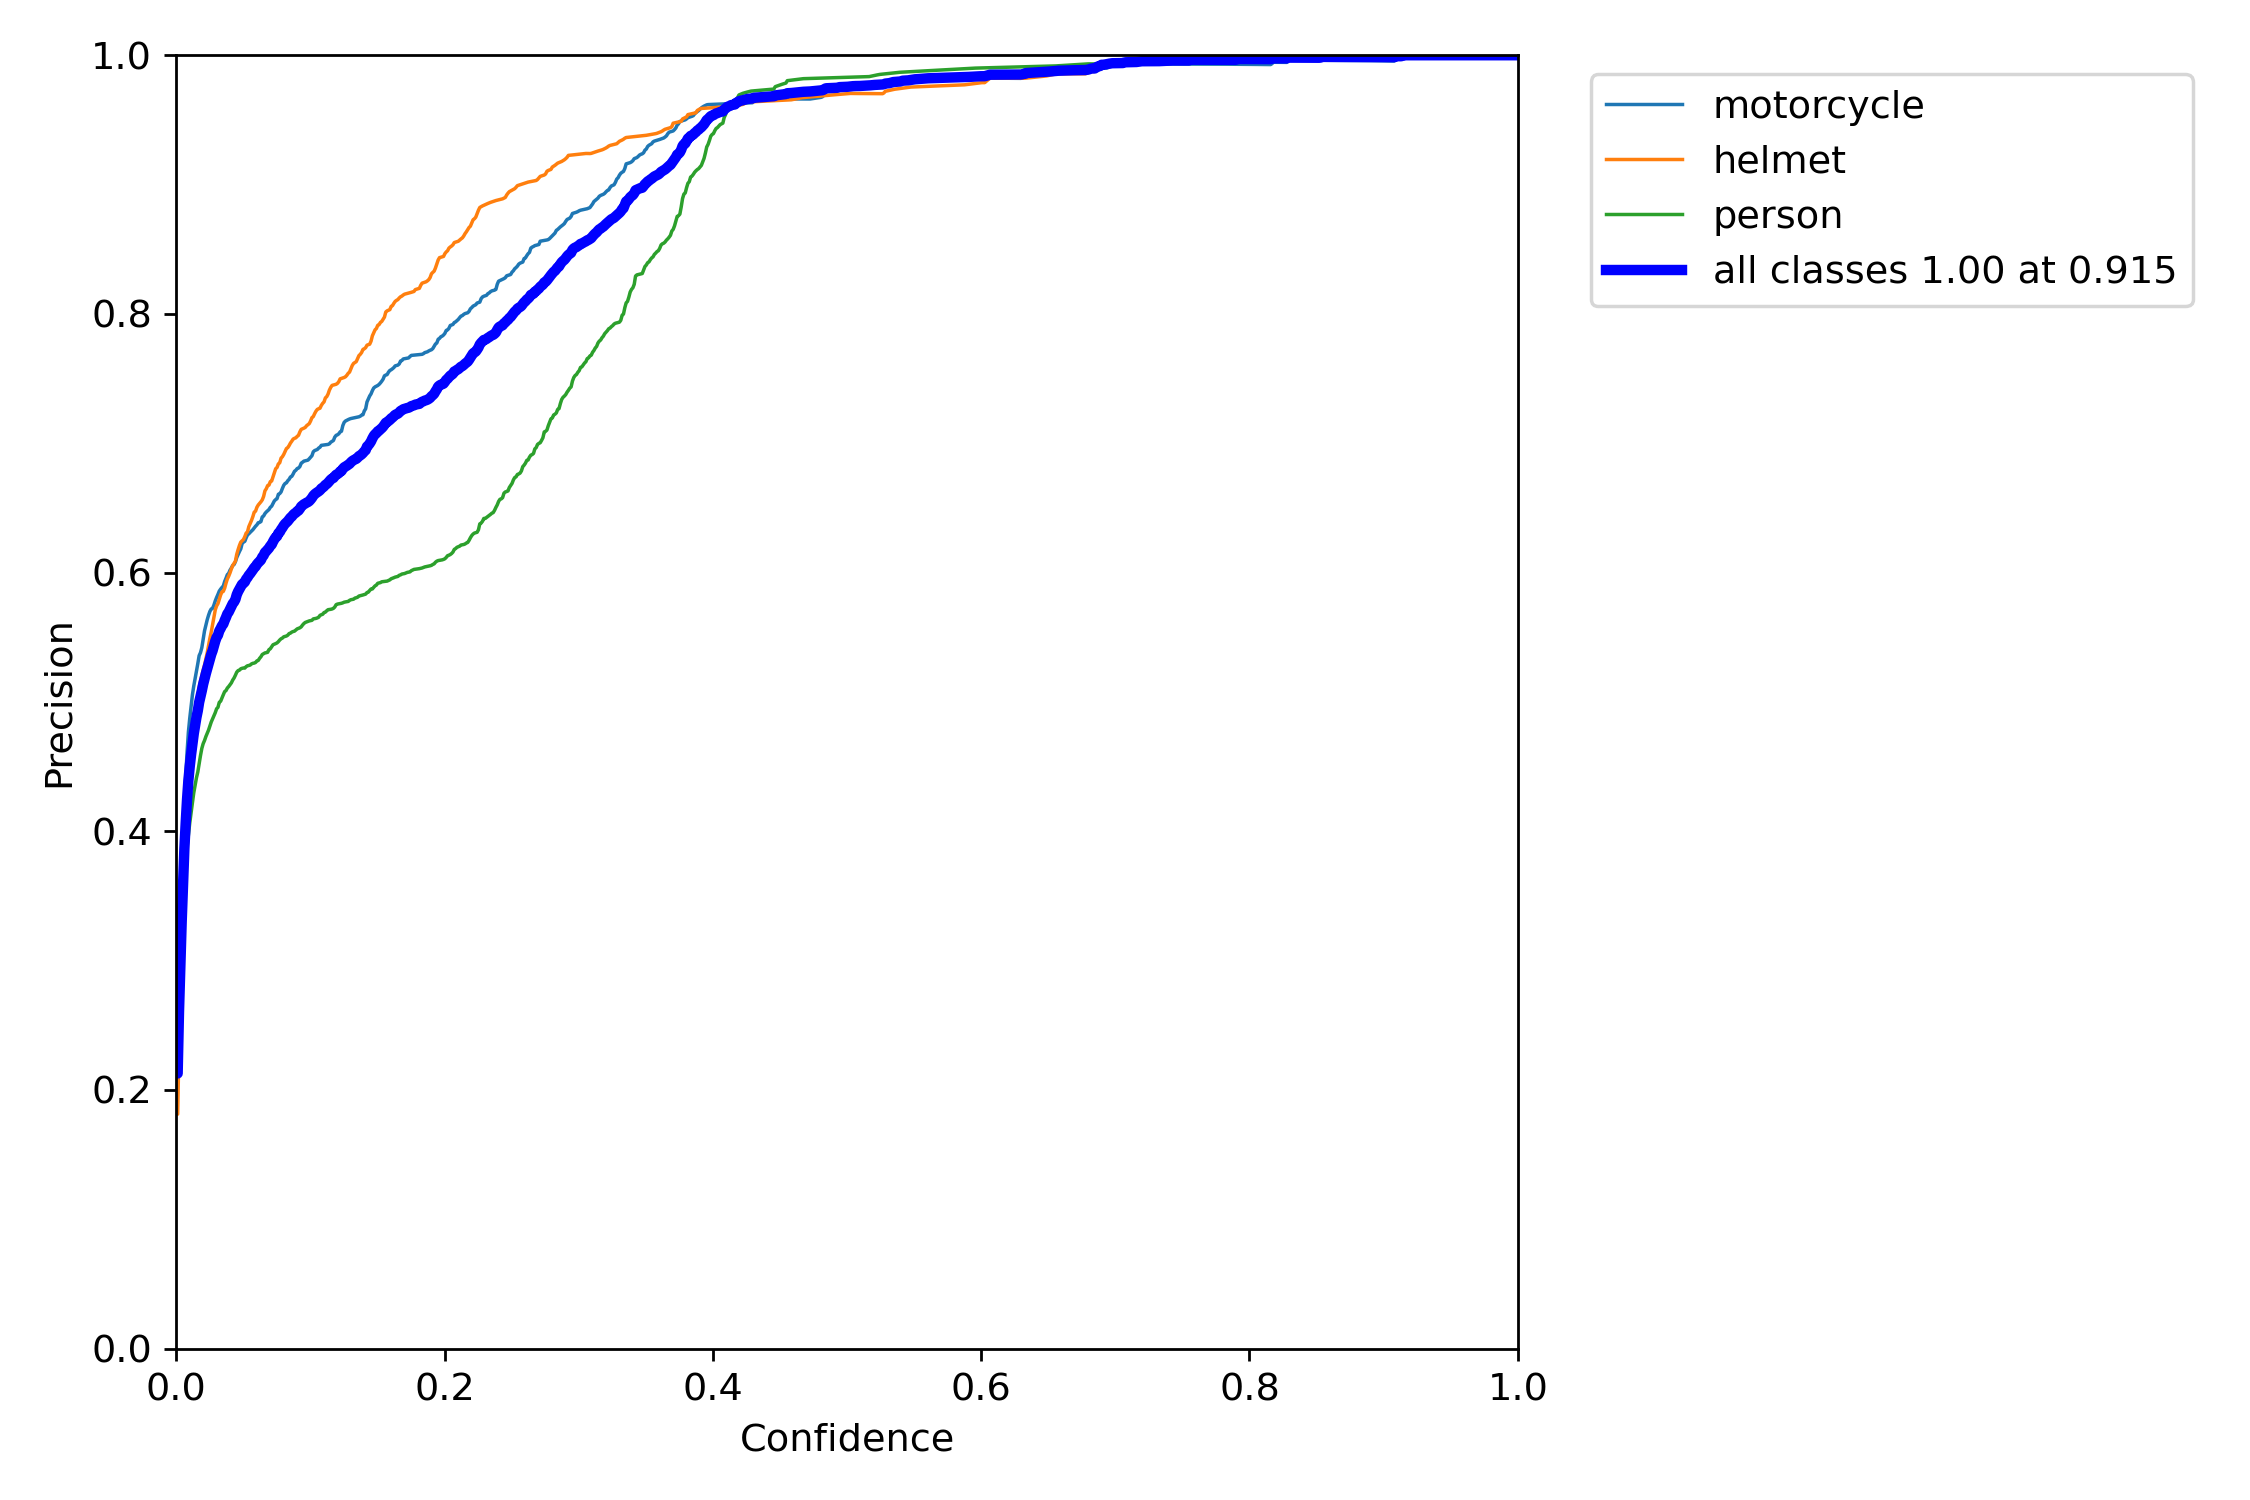 1.0
0.8
0.6
0.4
0.2
0.0
Precision
0.0 0.2 0.4 0.6 0.8 1.0
Confidence
motorcycle
helmet
person
all classes 1.00 at 0.915